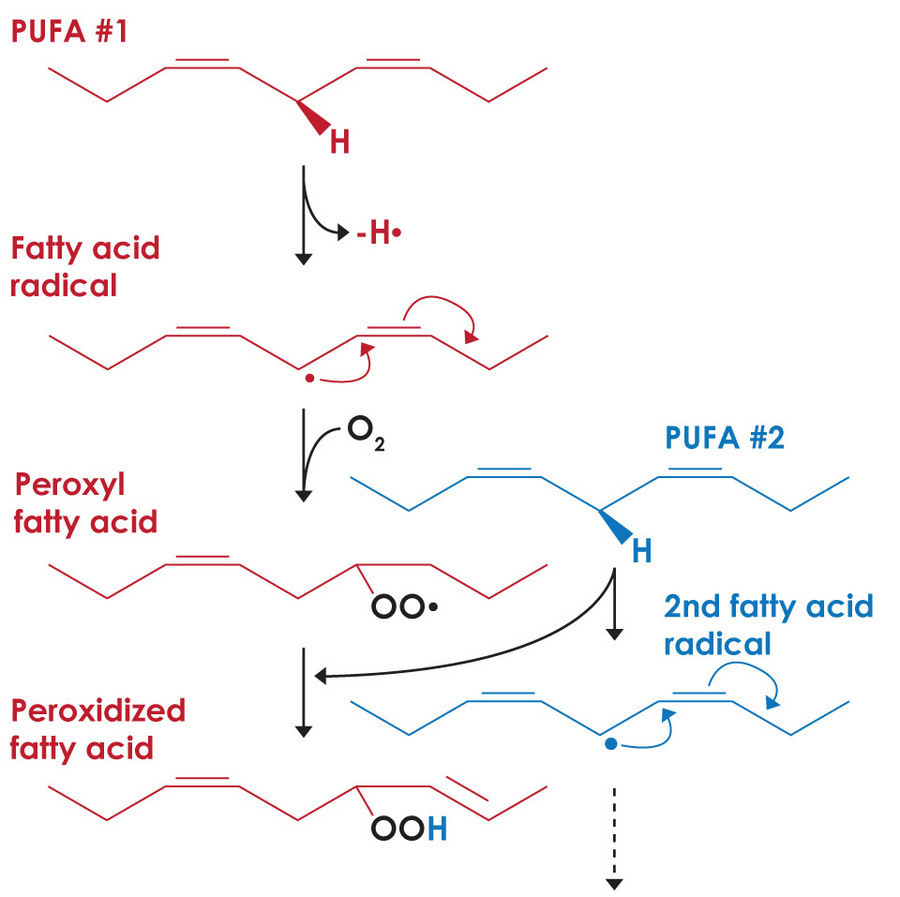 PUFA #1
H
-H•
Fatty acid
radical
O2
PUFA #2
Peroxyl
fatty acid
H
OO•
2nd fatty acid
radical
Peroxidized
fatty acid
OOH